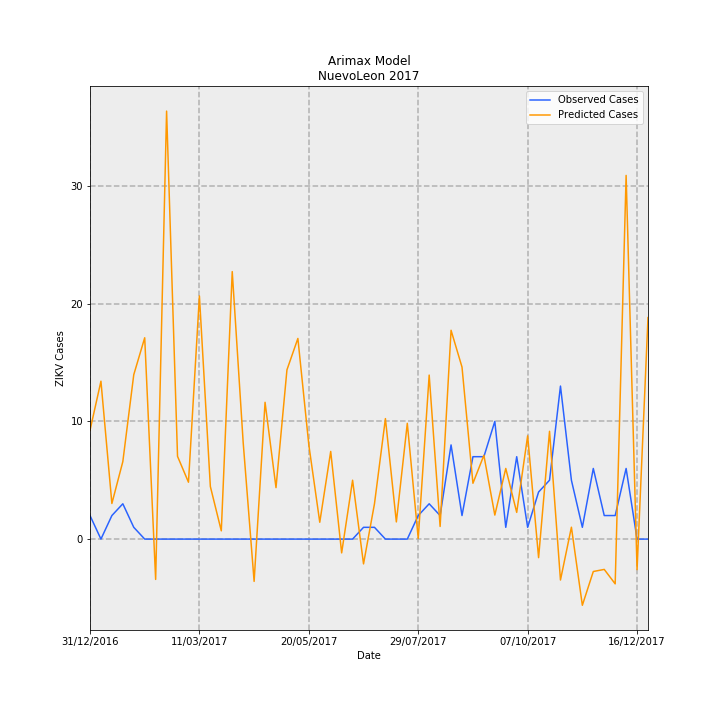 Arimax Model
NuevoLeon 2017
Observed Cases
Predicted Cases
ZIKV Cases
30
20
10
0
31/12/2016
11/03/2017
20/05/2017
29/07/2017
07/10/2017
16/12/2017
Date